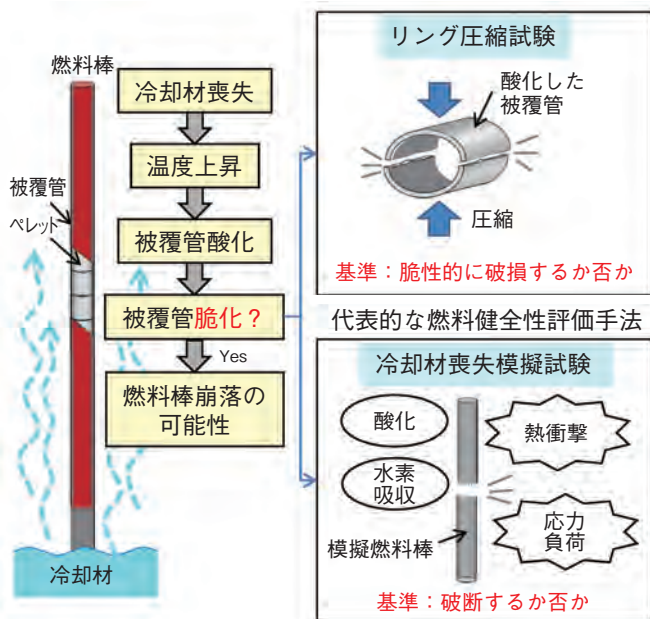 燃料棒
被覆管
ペレット
冷却材
冷却材喪失
温度上昇
被覆管酸化
被覆管脆化？
Yes
燃料棒崩落の
可能性
リング圧縮試験
酸化した
被覆管
圧縮
基準：脆性的に破損するか否か
代表的な燃料健全性評価手法
冷却材喪失模擬試験
酸化
水素
吸収
模擬燃料棒
熱衝撃
応力
負荷
基準：破断するか否か